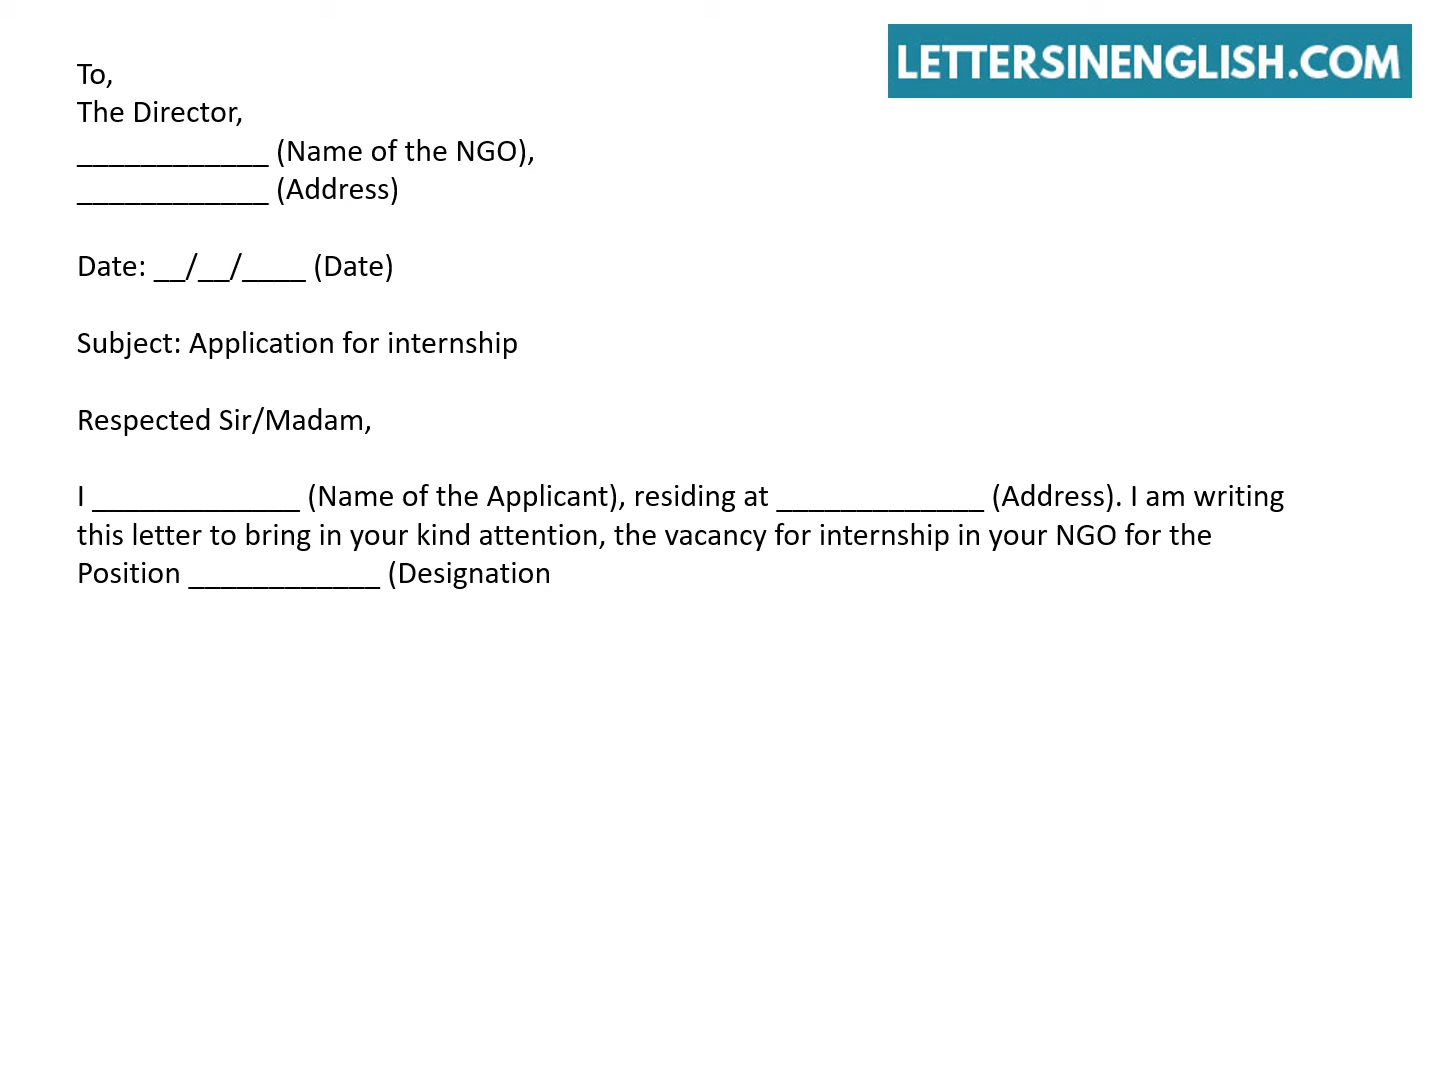 LETTERSINENGLISH.COM
To,
The Director,
____________ (Name of the NGO),
____________ (Address)
Date: __/__/____ (Date)
Subject: Application for internship
Respected Sir/Madam,
I _____________ (Name of the Applicant), residing at _____________ (Address). I am writing
this letter to bring in your kind attention, the vacancy for internship in your NGO for the
Position ____________ (Designation